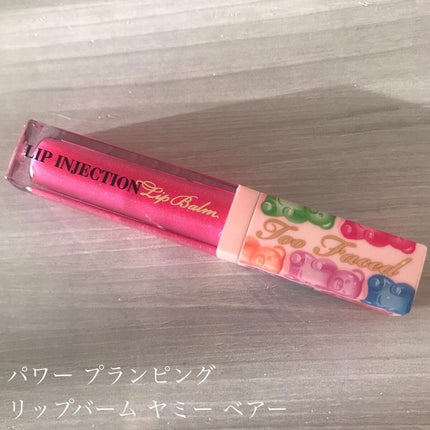 LIP INJECTION
Lip Balm.
Too Faced
パワー プランピング
リップバーム ヤミー ベアー